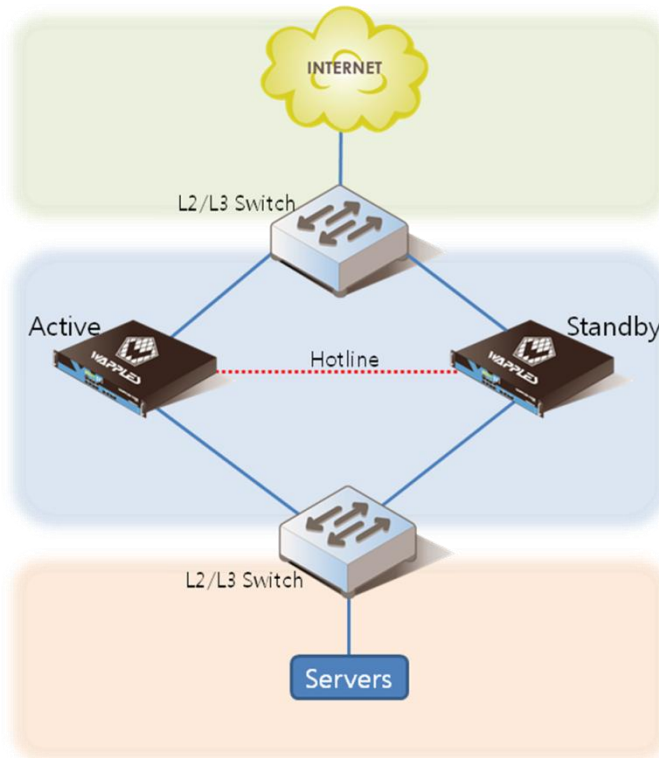 INTERNET
L2/L3 Switch
Active
Standby
WAPPLES
Hotline
WAPPLES
L2/L3 Switch
Servers